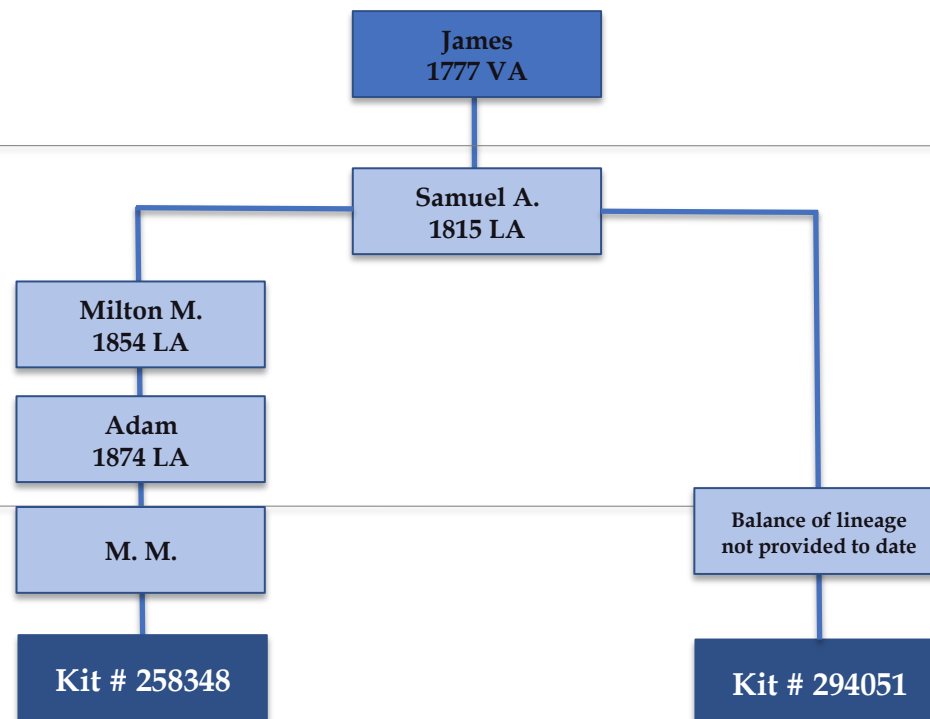 James
1777 VA
Samuel A.
1815 LA
Milton M.
1854 LA
Adam
1874 LA
M. M.
Balance of lineage
not provided to date
Kit # 258348
Kit # 294051